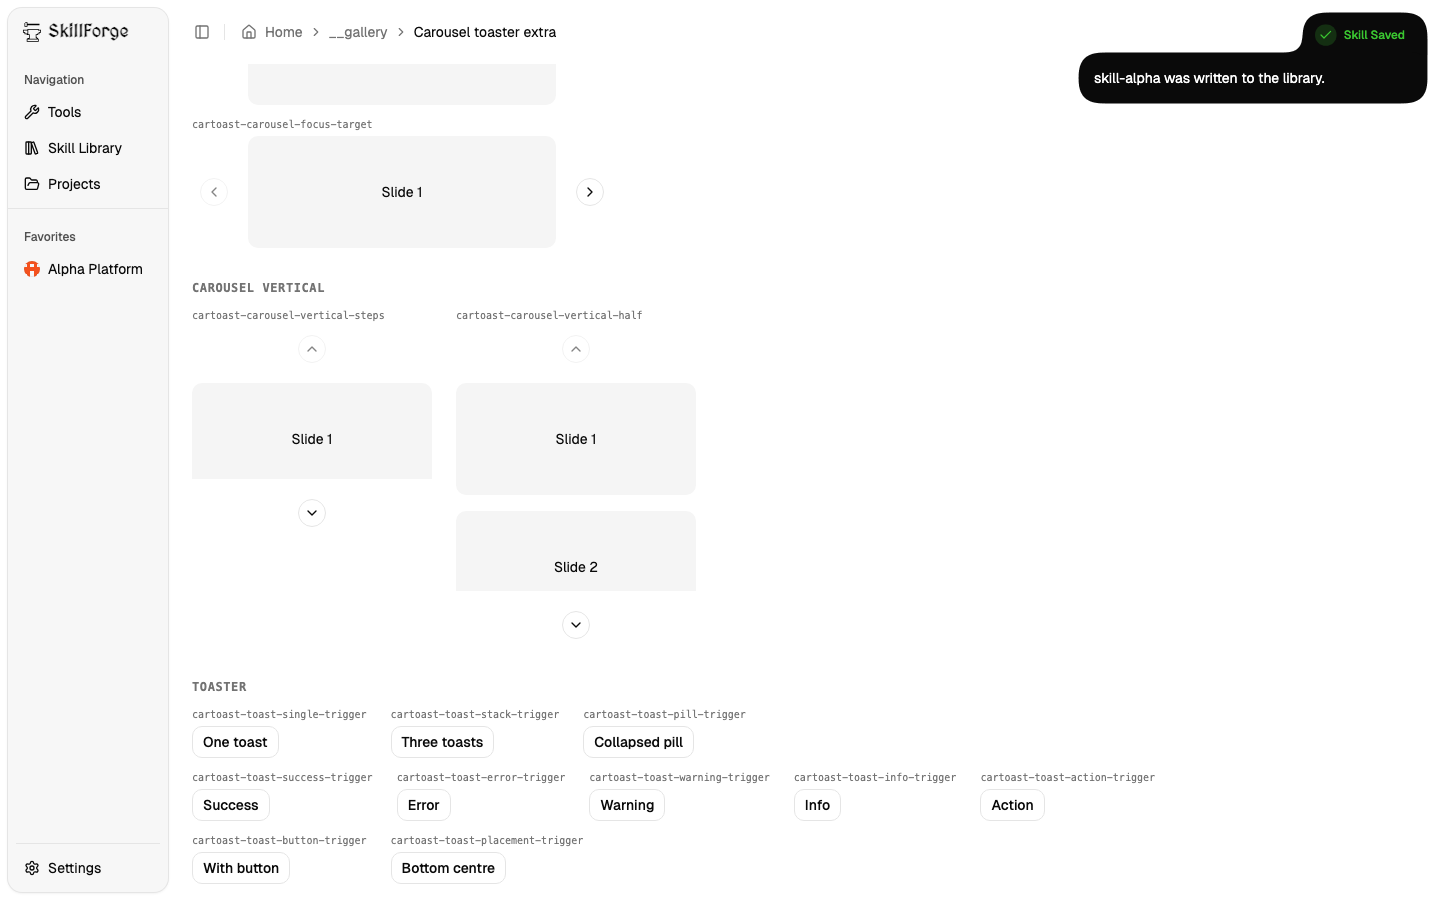 SkillForge
Navigation
Tools
Skill Library
Projects
Favorites
Alpha Platform
Settings
Home > __gallery > Carousel toaster extra
Skill Saved
skill-alpha was written to the library.
cartoast-carousel-focus-target
Slide 1
CAROUSEL VERTICAL
cartoast-carousel-vertical-steps
cartoast-carousel-vertical-half
Slide 1
Slide 1
Slide 2
TOASTER
cartoast-toast-single-trigger
cartoast-toast-stack-trigger
cartoast-toast-pill-trigger
One toast
Three toasts
Collapsed pill
cartoast-toast-success-trigger
cartoast-toast-error-trigger
cartoast-toast-warning-trigger
cartoast-toast-info-trigger
cartoast-toast-action-trigger
Success
Error
Warning
Info
Action
cartoast-toast-button-trigger
cartoast-toast-placement-trigger
With button
Bottom centre